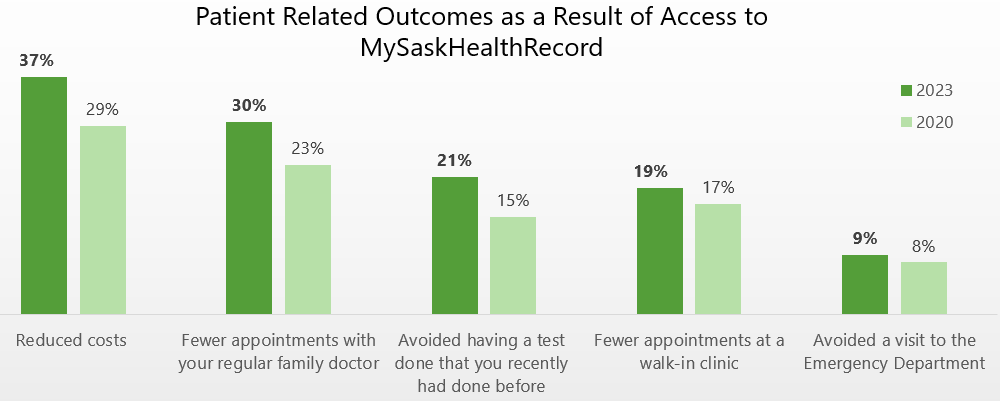 Patient Related Outcomes as a Result of Access to
MySaskHealthRecord
37%
29%
30%
23%
21%
15%
19%
17%
9%
8%
2023
2020
Reduced costs
Fewer appointments with
your regular family doctor
Avoided having a test
done that you recently
had done before
Fewer appointments at a
walk-in clinic
Avoided a visit to the
Emergency Department